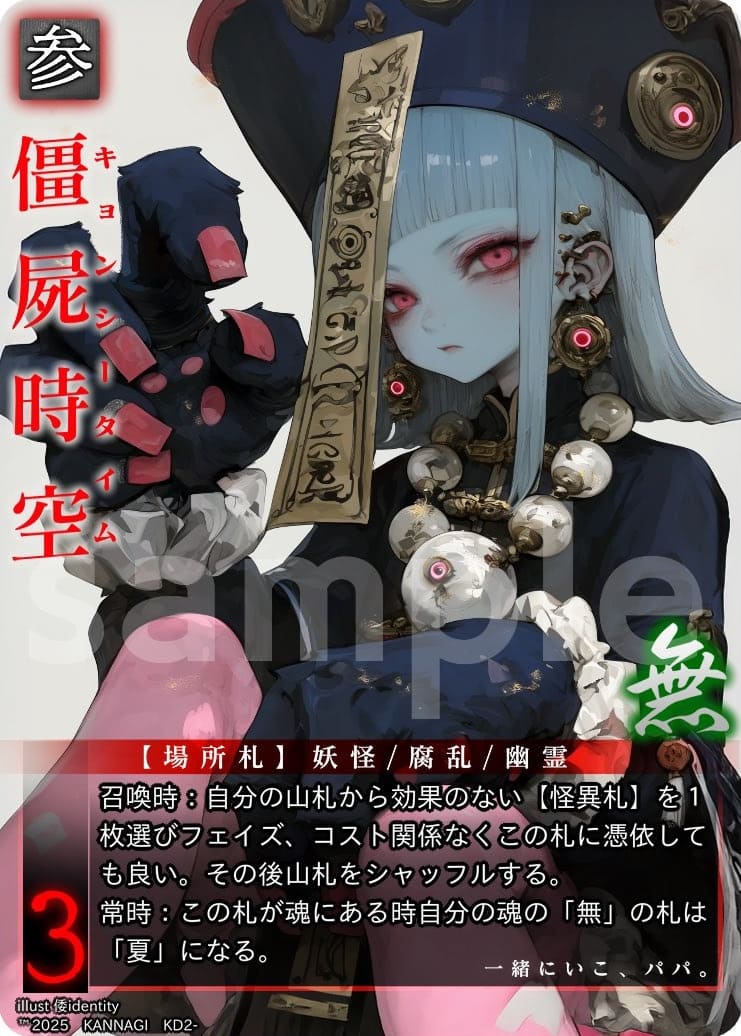 参
僵屍時空
キョンシータイム
sample
無
【場所札】妖怪/腐乱/幽霊
召喚時：自分の山札から効果のない【怪異札】を１
枚選びフェイズ、コスト関係なくこの札に憑依して
も良い。その後山札をシャッフルする。
常時：この札が魂にある時自分の魂の「無」の札は
「夏」になる。
一緒にいこ、パパ。
3
illust 倭identity
™2025 KANNAGI KD2-